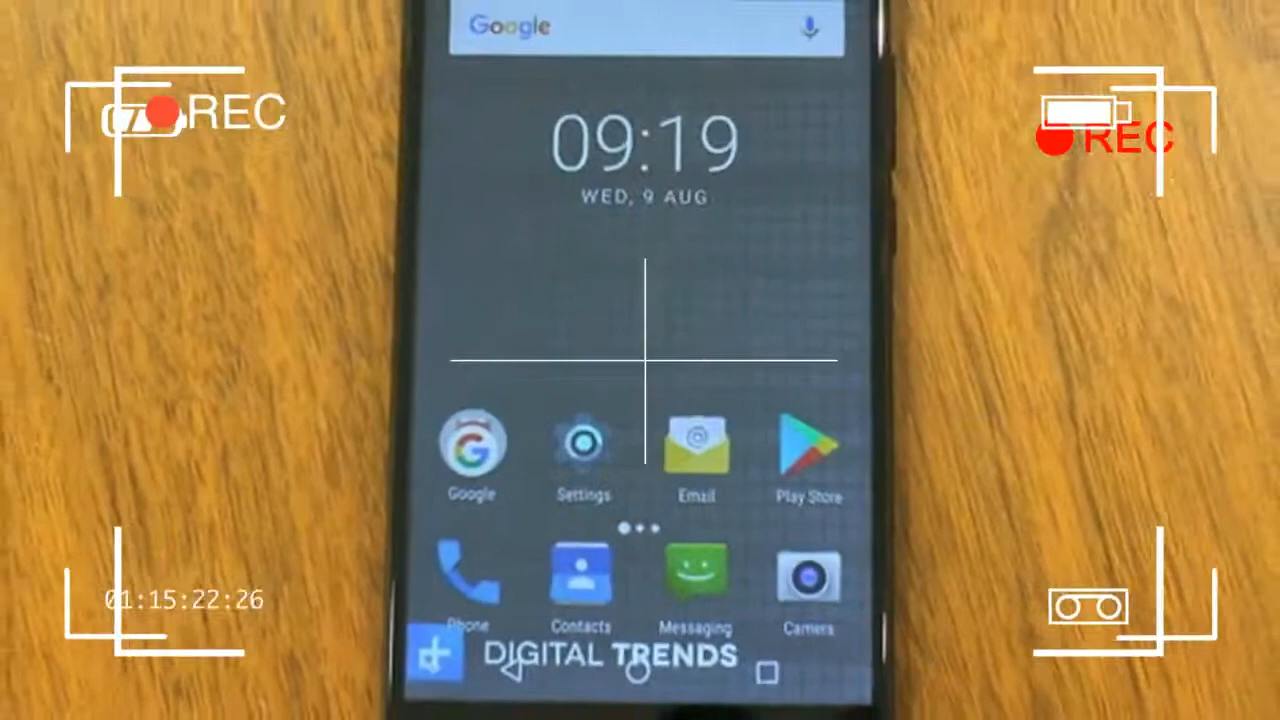 Google
REC
REC
09:19
WED, 9 AUG
Google
Settings
Email
Play Store
01:15:22:26
Phone
Contacts
Messaging
Camera
DIGITAL TRENDS